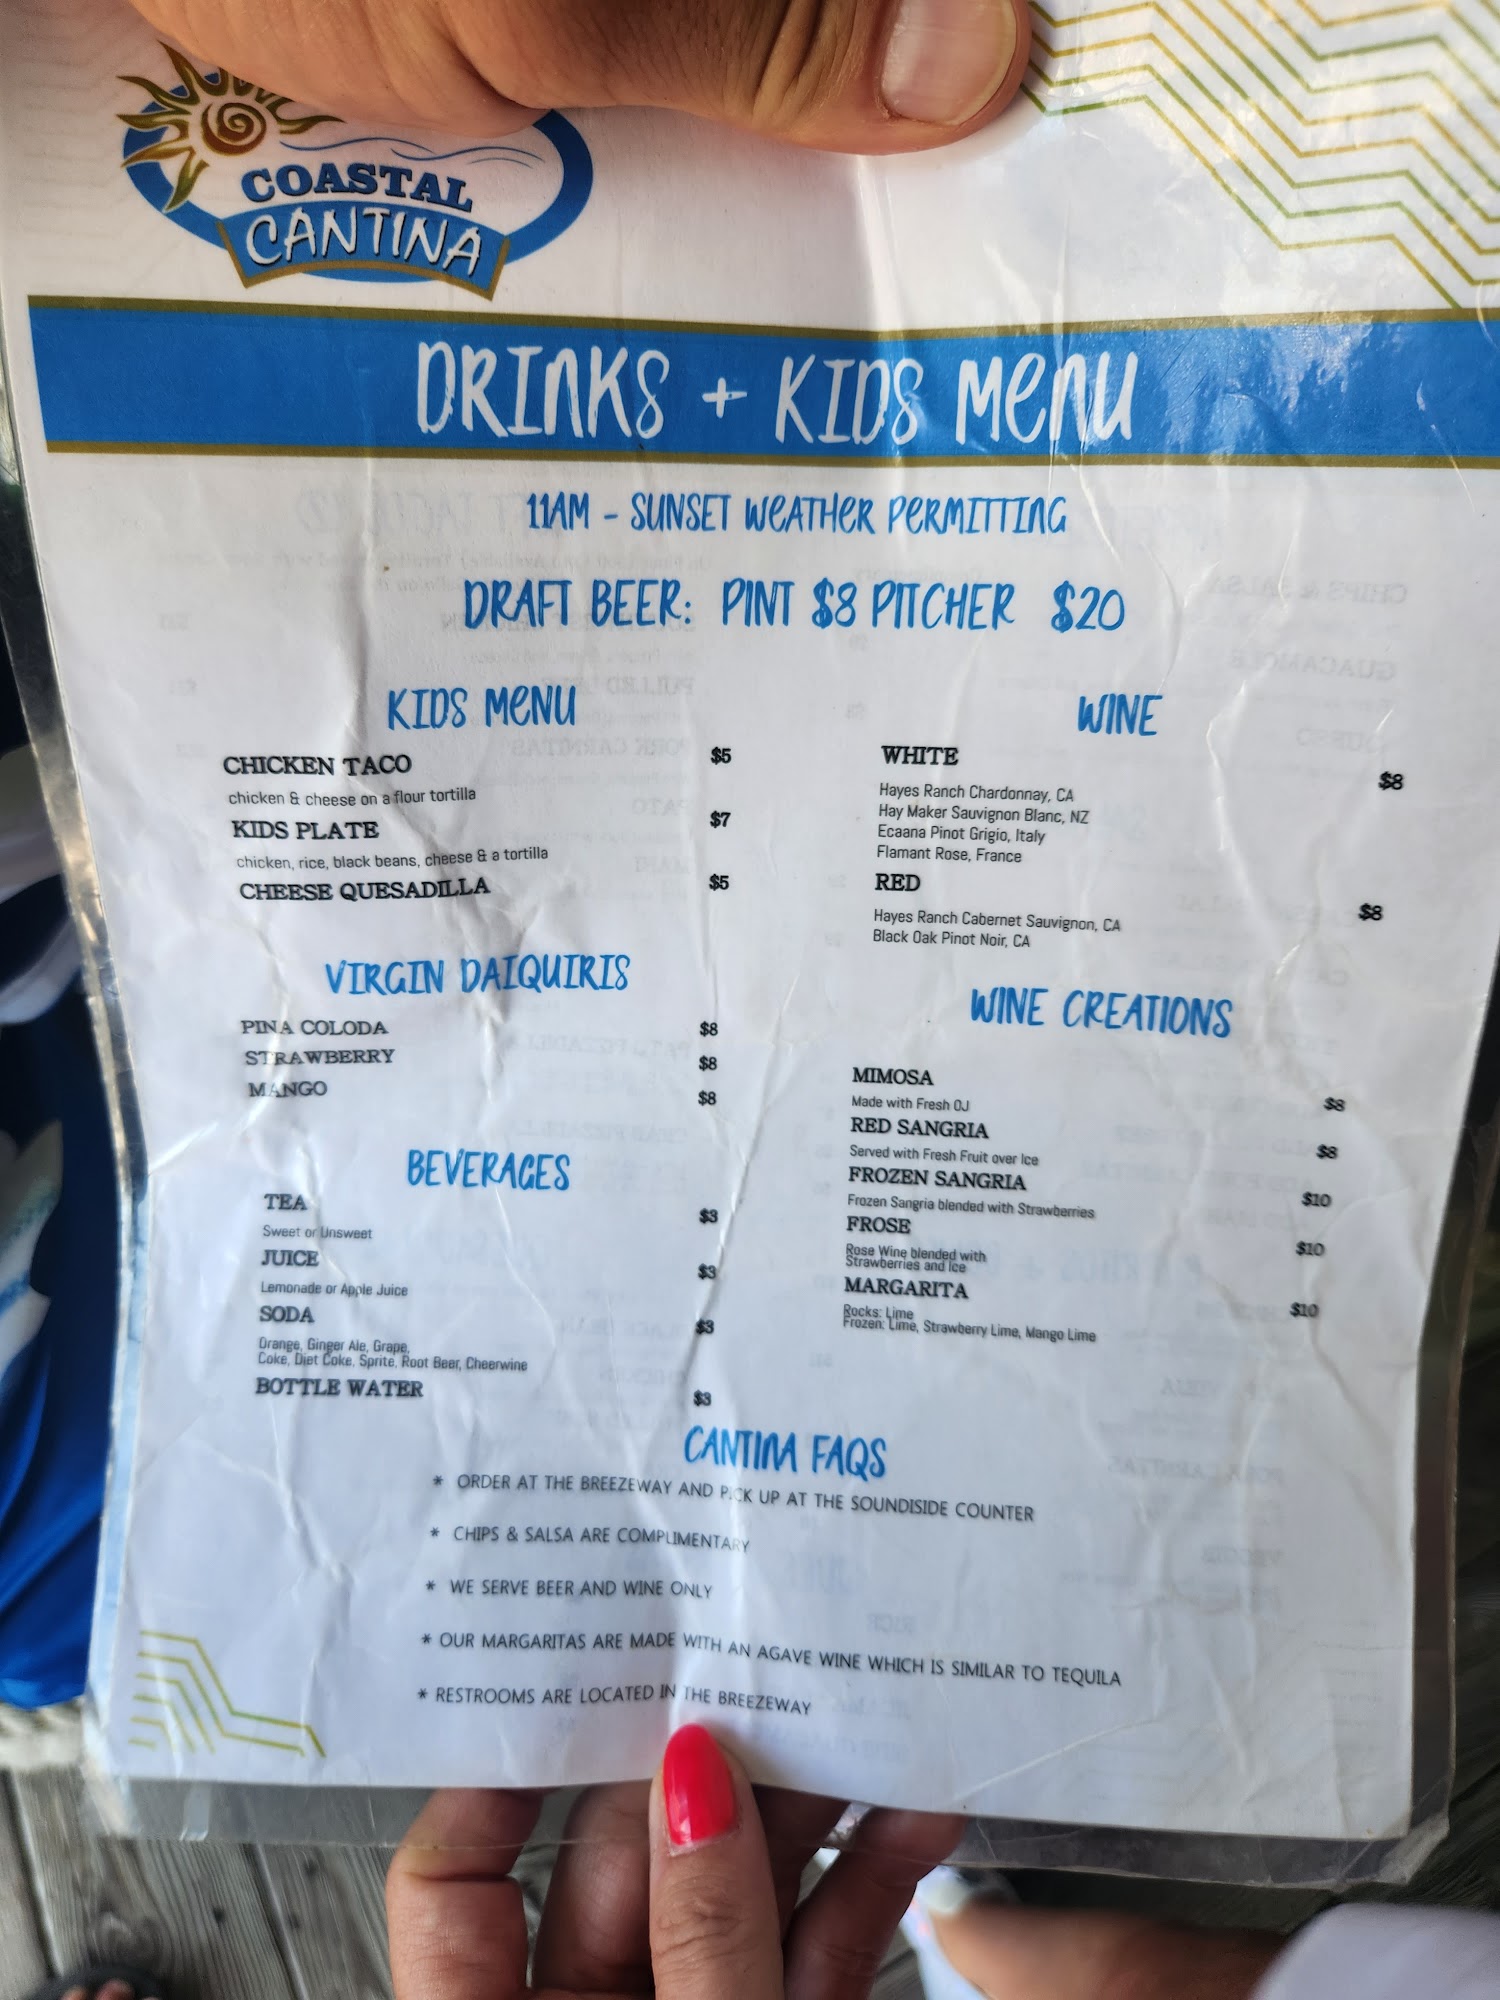 COASTAL
CANTINA
DRINKS + KIDS MENU
11AM - SUNSET WEATHER PERMITTING
DRAFT BEER: PINT $8 PITCHER $20
KIDS MENU
CHICKEN TACO $5
chicken & cheese on a flour tortilla
KIDS PLATE $7
chicken, rice, black beans, cheese & a tortilla
CHEESE QUESADILLA $5
VIRGIN DAIQUIRIS
PINA COLODA $8
STRAWBERRY $8
MANGO $8
BEVERAGES
TEA $3
Sweet or Unsweet
JUICE $3
Lemonade or Apple Juice
SODA $3
Orange, Ginger Ale, Grape,
Coke, Diet Coke, Sprite, Root Beer, Cheerwine
BOTTLE WATER $3
WINE
WHITE $8
Hayes Ranch Chardonnay, CA
Hay Maker Sauvignon Blanc, NZ
Ecaana Pinot Grigio, Italy
Flamant Rose, France
RED $8
Hayes Ranch Cabernet Sauvignon, CA
Black Oak Pinot Noir, CA
WINE CREATIONS
MIMOSA $8
Made with Fresh OJ
RED SANGRIA $8
Served with Fresh Fruit over Ice
FROZEN SANGRIA $10
Frozen Sangria blended with Strawberries
FROSE $10
Rose Wine blended with
Strawberries and Ice
MARGARITA $10
Rocks: Lime
Frozen: Lime, Strawberry Lime, Mango Lime
CANTINA FAQS
* ORDER AT THE BREEZEWAY AND PICK UP AT THE SOUNDISIDE COUNTER
* CHIPS & SALSA ARE COMPLIMENTARY
* WE SERVE BEER AND WINE ONLY
* OUR MARGARITAS ARE MADE WITH AN AGAVE WINE WHICH IS SIMILAR TO TEQUILA
* RESTROOMS ARE LOCATED IN THE BREEZEWAY